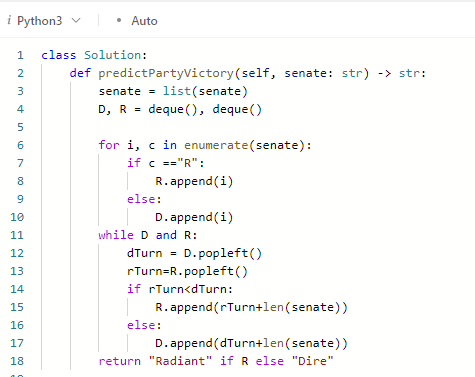 i Python3 • Auto
1 class Solution:
2     def predictPartyVictory(self, senate: str) -> str:
3         senate = list(senate)
4         D, R = deque(), deque()
5
6         for i, c in enumerate(senate):
7             if c =="R":
8                 R.append(i)
9             else:
10                 D.append(i)
11         while D and R:
12             dTurn = D.popleft()
13             rTurn=R.popleft()
14             if rTurn<dTurn:
15                 R.append(rTurn+len(senate))
16             else:
17                 D.append(dTurn+len(senate))
18         return "Radiant" if R else "Dire"